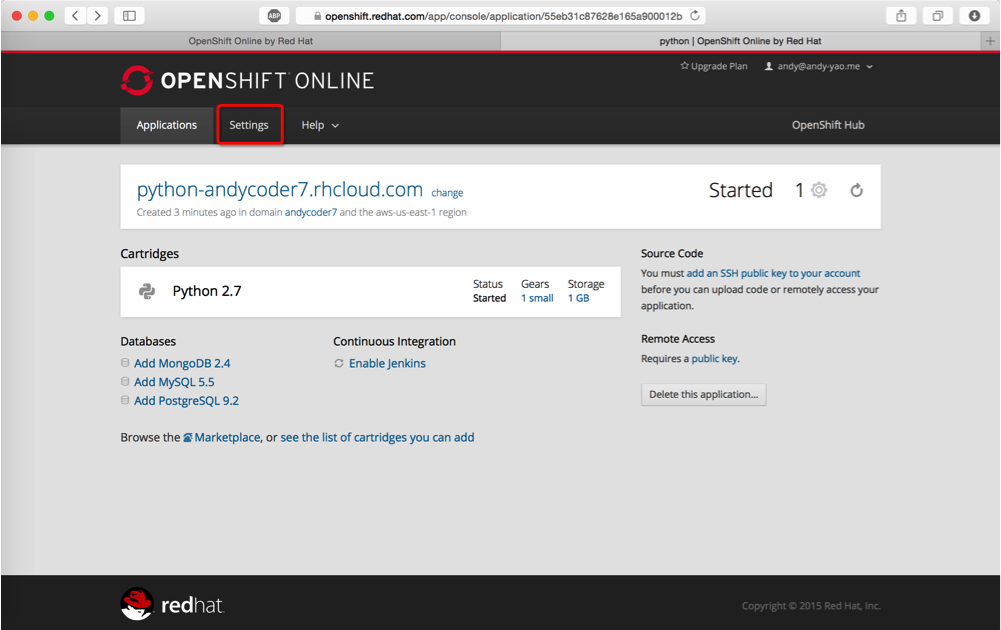 ABP
openshift.redhat.com/app/console/application/55eb31c87628e165a900012b
OpenShift Online by Red Hat
python | OpenShift Online by Red Hat
Upgrade Plan
andy@andy-yao.me
OPENSHIFT ONLINE
Applications
Settings
Help
OpenShift Hub
python-andycoder7.rhcloud.com change
Started 1
Created 3 minutes ago in domain andycoder7 and the aws-us-east-1 region
Cartridges
Python 2.7
Status
Started
Gears
1 small
Storage
1 GB
Databases
Add MongoDB 2.4
Add MySQL 5.5
Add PostgreSQL 9.2
Continuous Integration
Enable Jenkins
Browse the Marketplace, or see the list of cartridges you can add
Source Code
You must add an SSH public key to your account
before you can upload code or remotely access your
application.
Remote Access
Requires a public key.
Delete this application...
redhat.
Copyright © 2015 Red Hat, Inc.